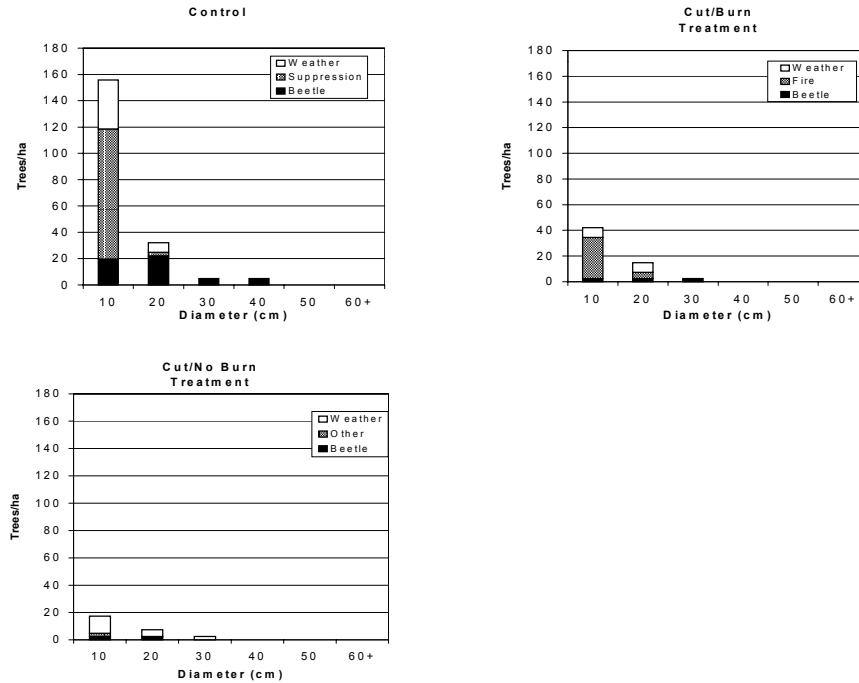 Control
180
160
140
120
100
80
60
40
20
0
Trees/ha
Weather
Suppression
Beetle
10 20 30 40 50 60+
Diameter (cm)
Cut/Burn
Treatment
180
160
140
120
100
80
60
40
20
0
Trees/ha
Weather
Fire
Beetle
10 20 30 40 50 60+
Diameter (cm)
Cut/No Burn
Treatment
180
160
140
120
100
80
60
40
20
0
Trees/ha
Weather
Other
Beetle
10 20 30 40 50 60+
Diameter (cm)